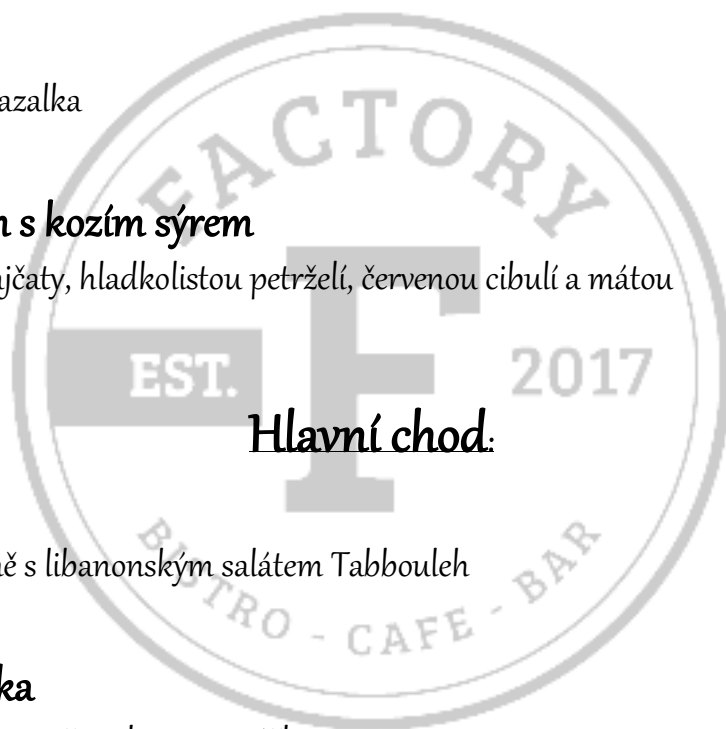 FACTORY
azalka
s kozím sýrem
jčaty, hladkolistou petrželí, červenou cibulí a mátou
EST. F 2017
Hlavní chod:
ě s libanonským salátem Tabbouleh
BISTRO - CAFE - BAR
ka